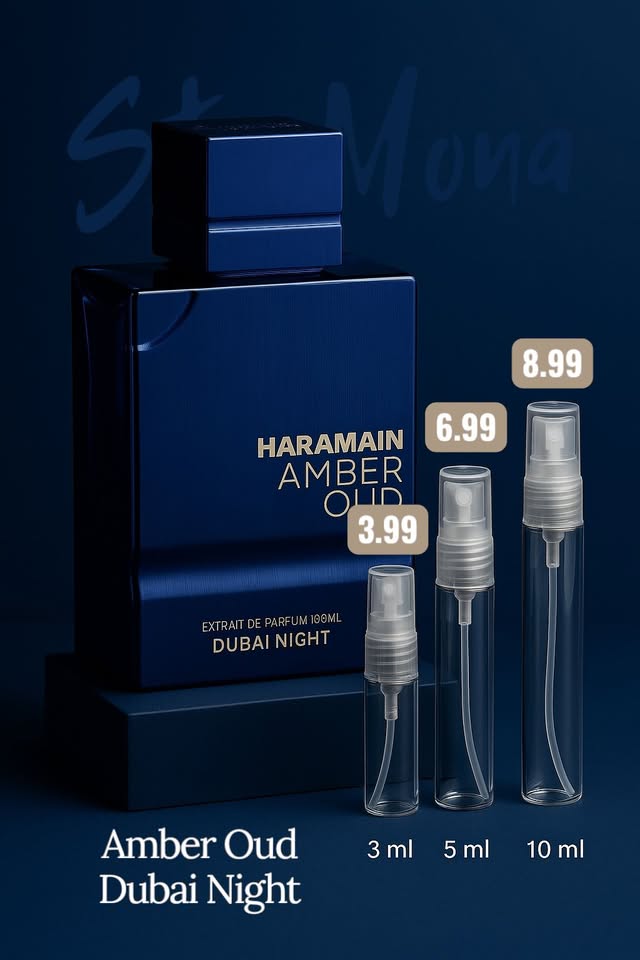 HARAMAIN
AMBER
OUD
EXTRAIT DE PARFUM 100ML
DUBAI NIGHT
3.99
6.99
8.99
Amber Oud
Dubai Night
3 ml
5 ml
10 ml